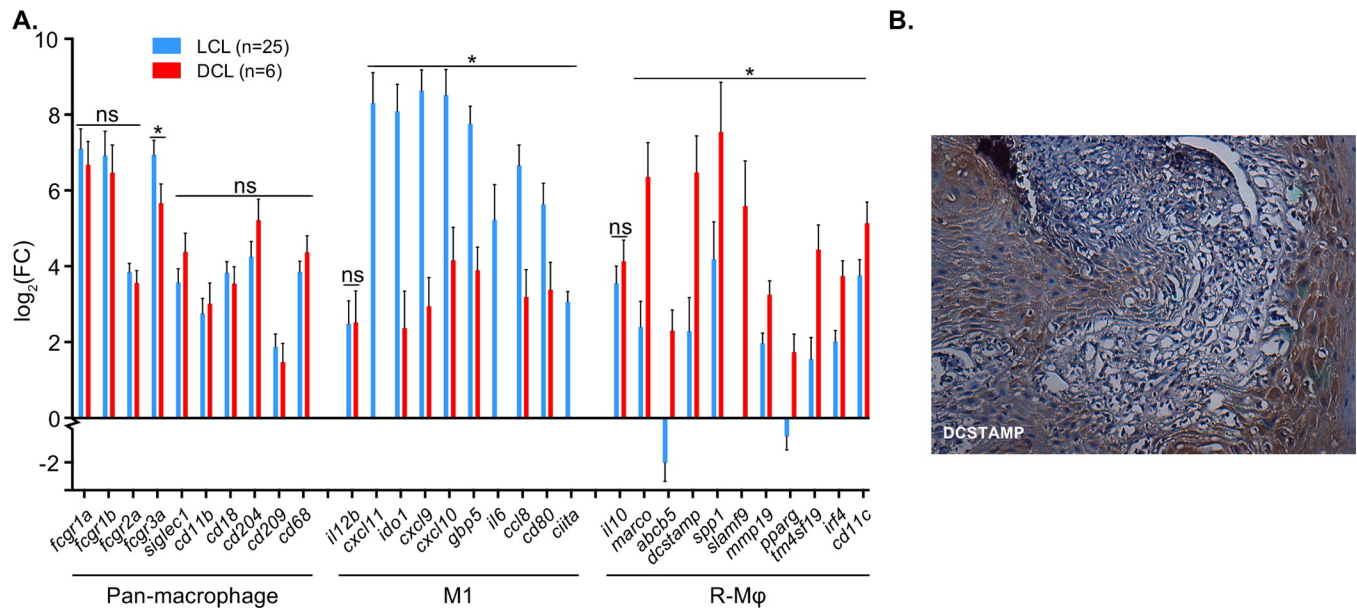 A.
B.
LCL (n=25)
DCL (n=6)
log2(FC)
10
8
6
4
2
0
-2
ns
*
ns
ns
*
ns
*
fcgr1a
fcgr1b
fcgr2a
fcgr3a
siglec1
cd11b
cd18
cd204
cd209
cd68
il12b
cxcl11
ido1
cxcl9
cxcl10
gbp5
il6
ccl8
cd80
ciita
il10
marco
abcb5
dcstamp
spp1
slamf9
mmp19
pparg
tm4sf19
irf4
cd11c
Pan-macrophage
M1
R-Mφ
DCSTAMP